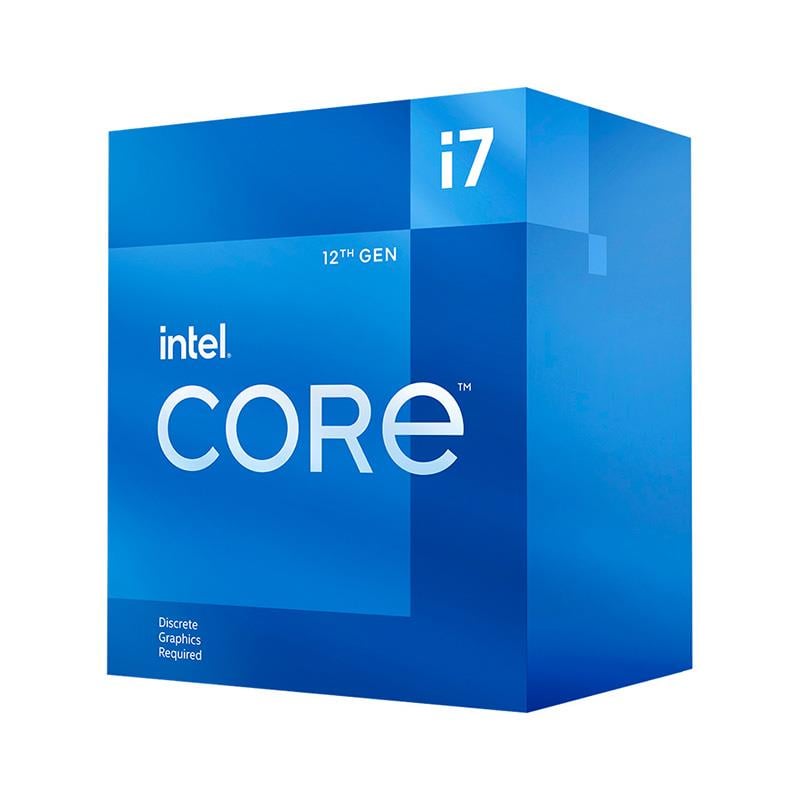 i7
12TH GEN
intel.
CORe™
Discrete
Graphics
Required